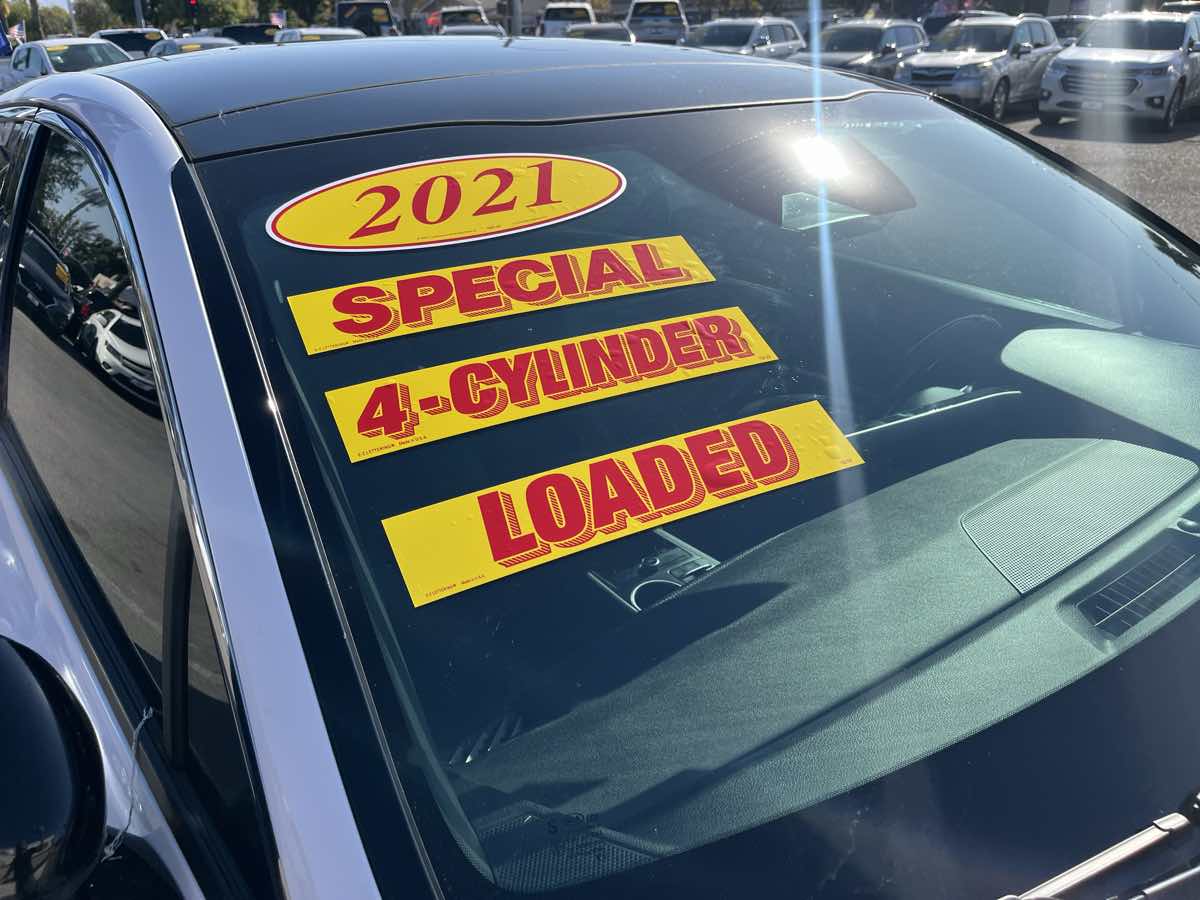 2021
SPECIAL
4-CYLINDER
LOADED